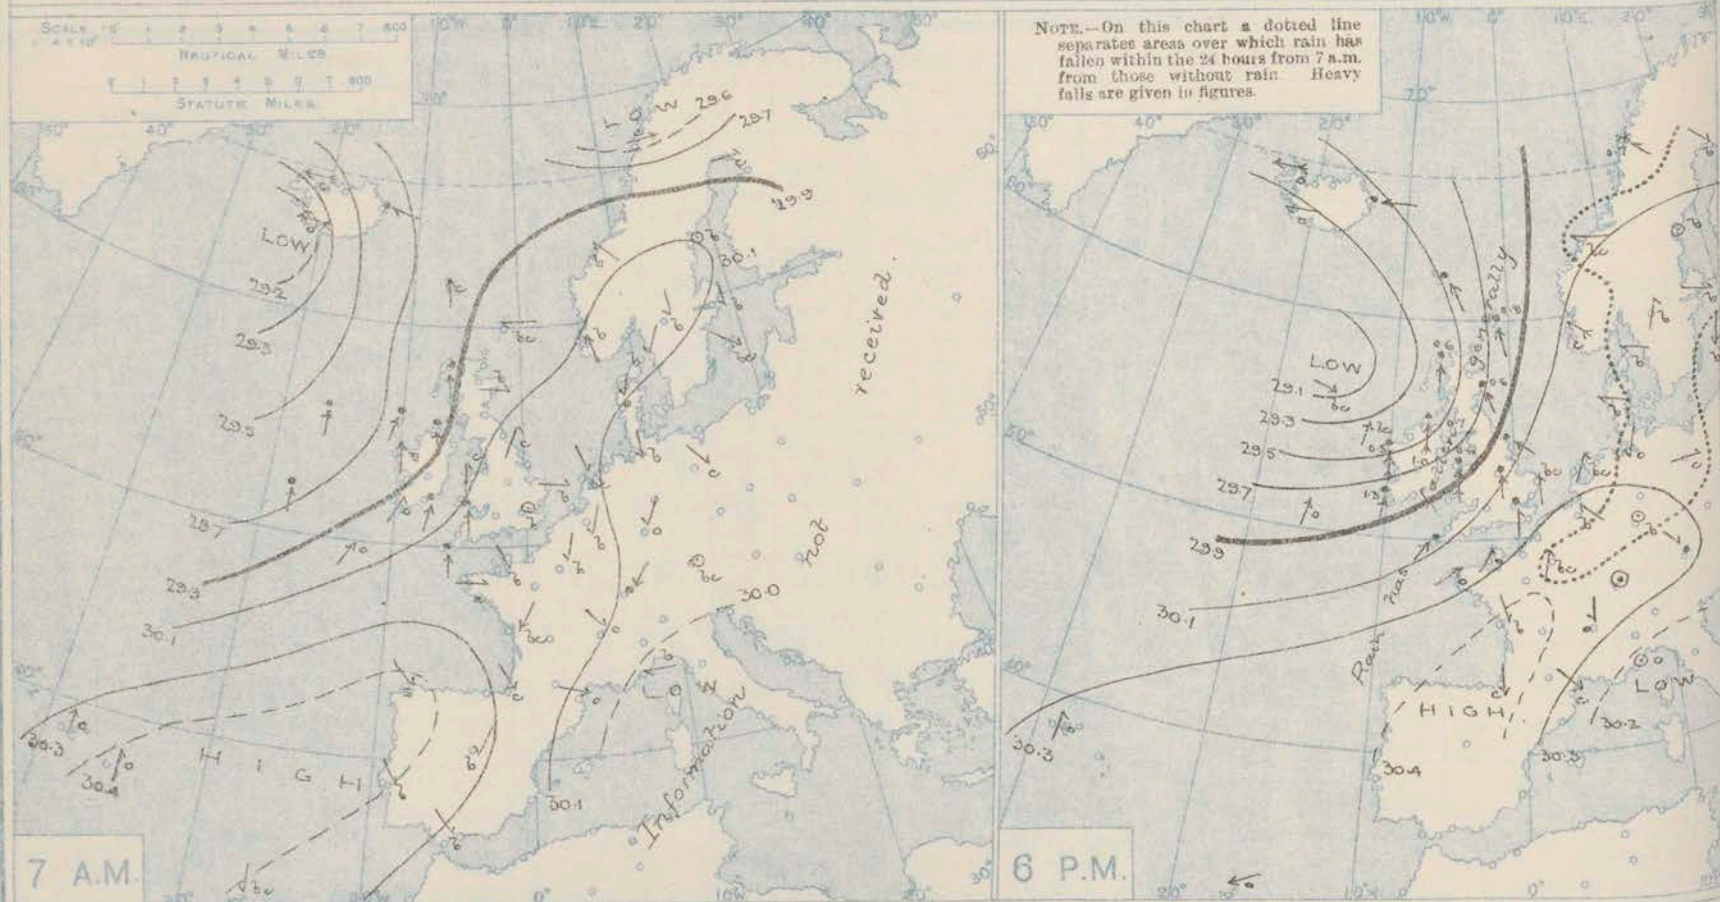 SCALE
NAUTICAL MILES
STATUTE MILES
LOW
29.6
29.7
29.9
30.1
LOW
29.2
29.3
29.5
29.7
29.9
30.1
30.3
30.4
HIGH
30.0
LOW
30.1
Information
not
received.
7 A.M.
NOTE.—On this chart a dotted line
separates areas over which rain has
fallen within the 24 hours from 7 a.m.
from those without rain Heavy
falls are given in figures.
LOW
29.1
29.3
29.5
29.7
29.9
30.1
30.3
Rain has fallen generally
HIGH
30.4
30.3
30.2
LOW
6 P.M.